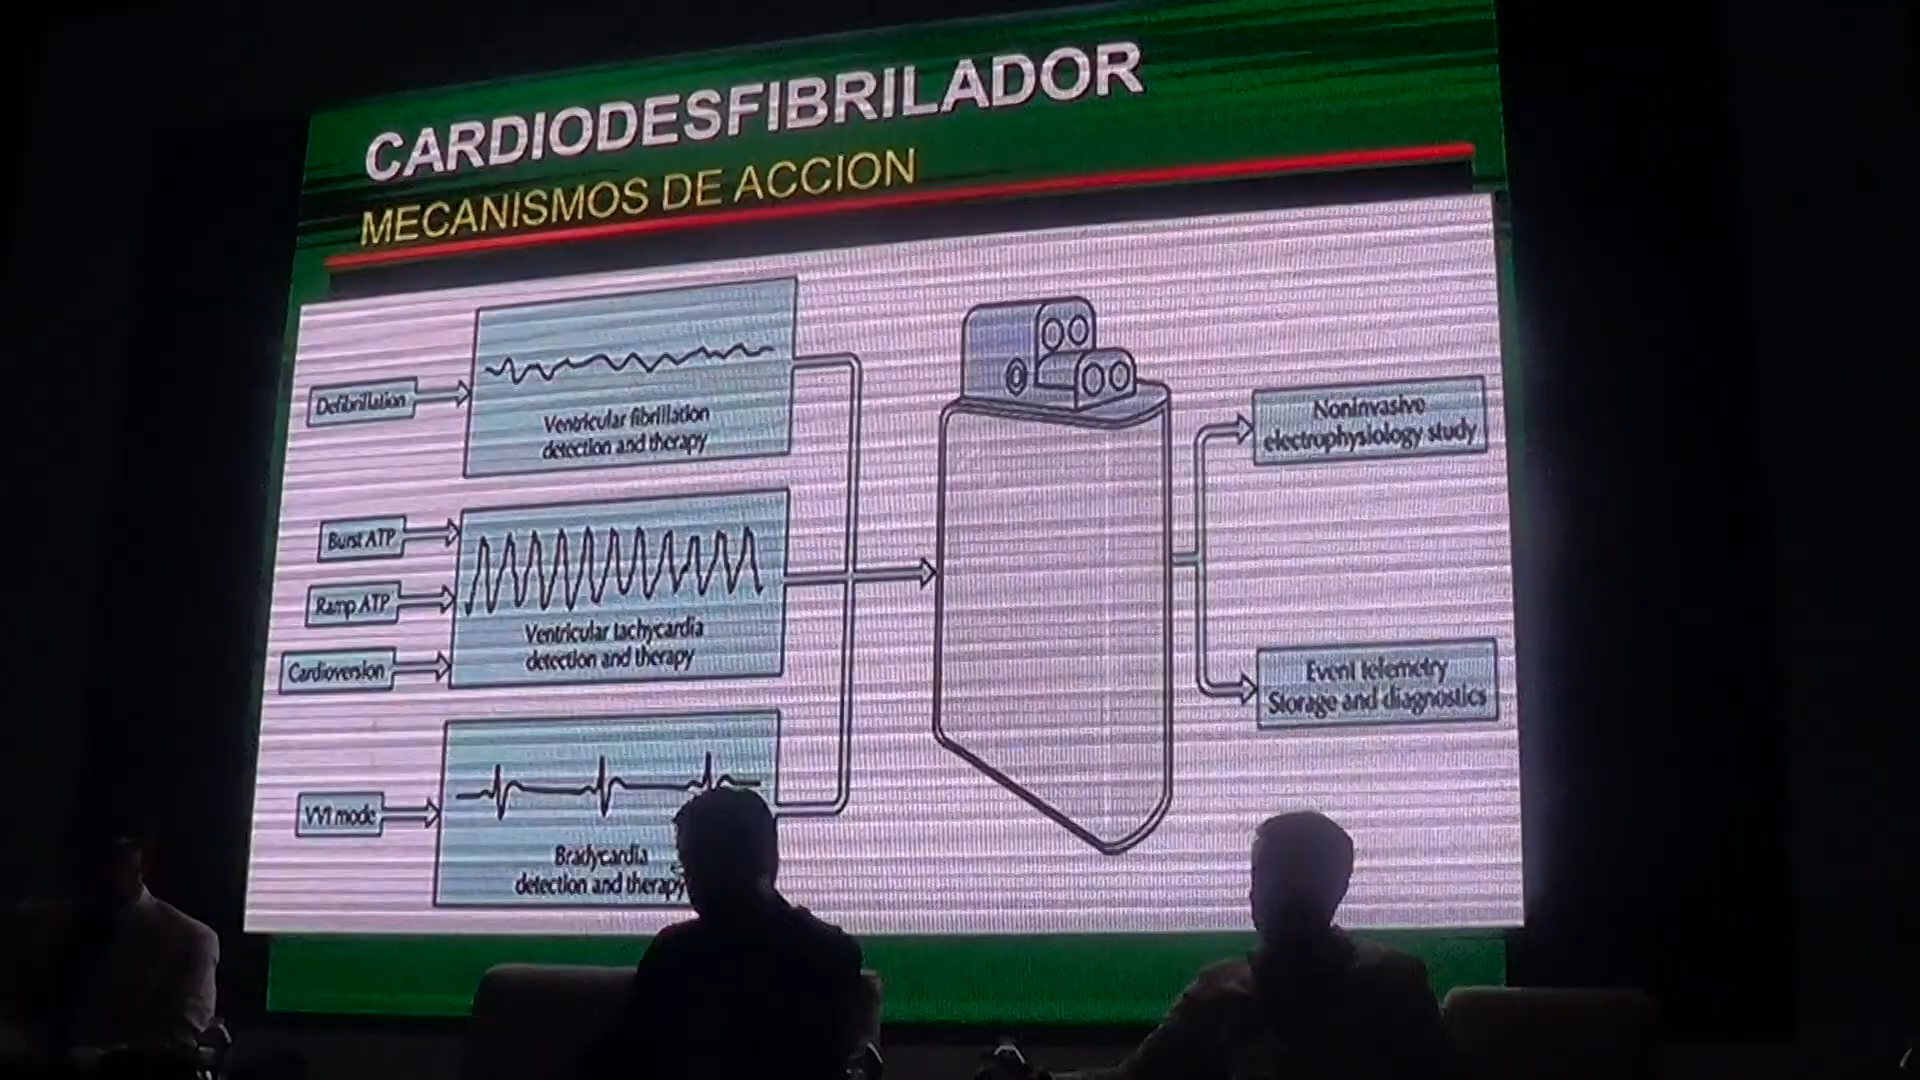 CARDIODESFIBRILADOR
MECANISMOS DE ACCION
Defibrillation
Ventricular fibrillation
detection and therapy
Burst ATP
Ramp ATP
Cardioversion
Ventricular tachycardia
detection and therapy
VVI mode
Bradycardia
detection and therapy
Noninvasive
electrophysiology study
Event telemetry
Storage and diagnostics